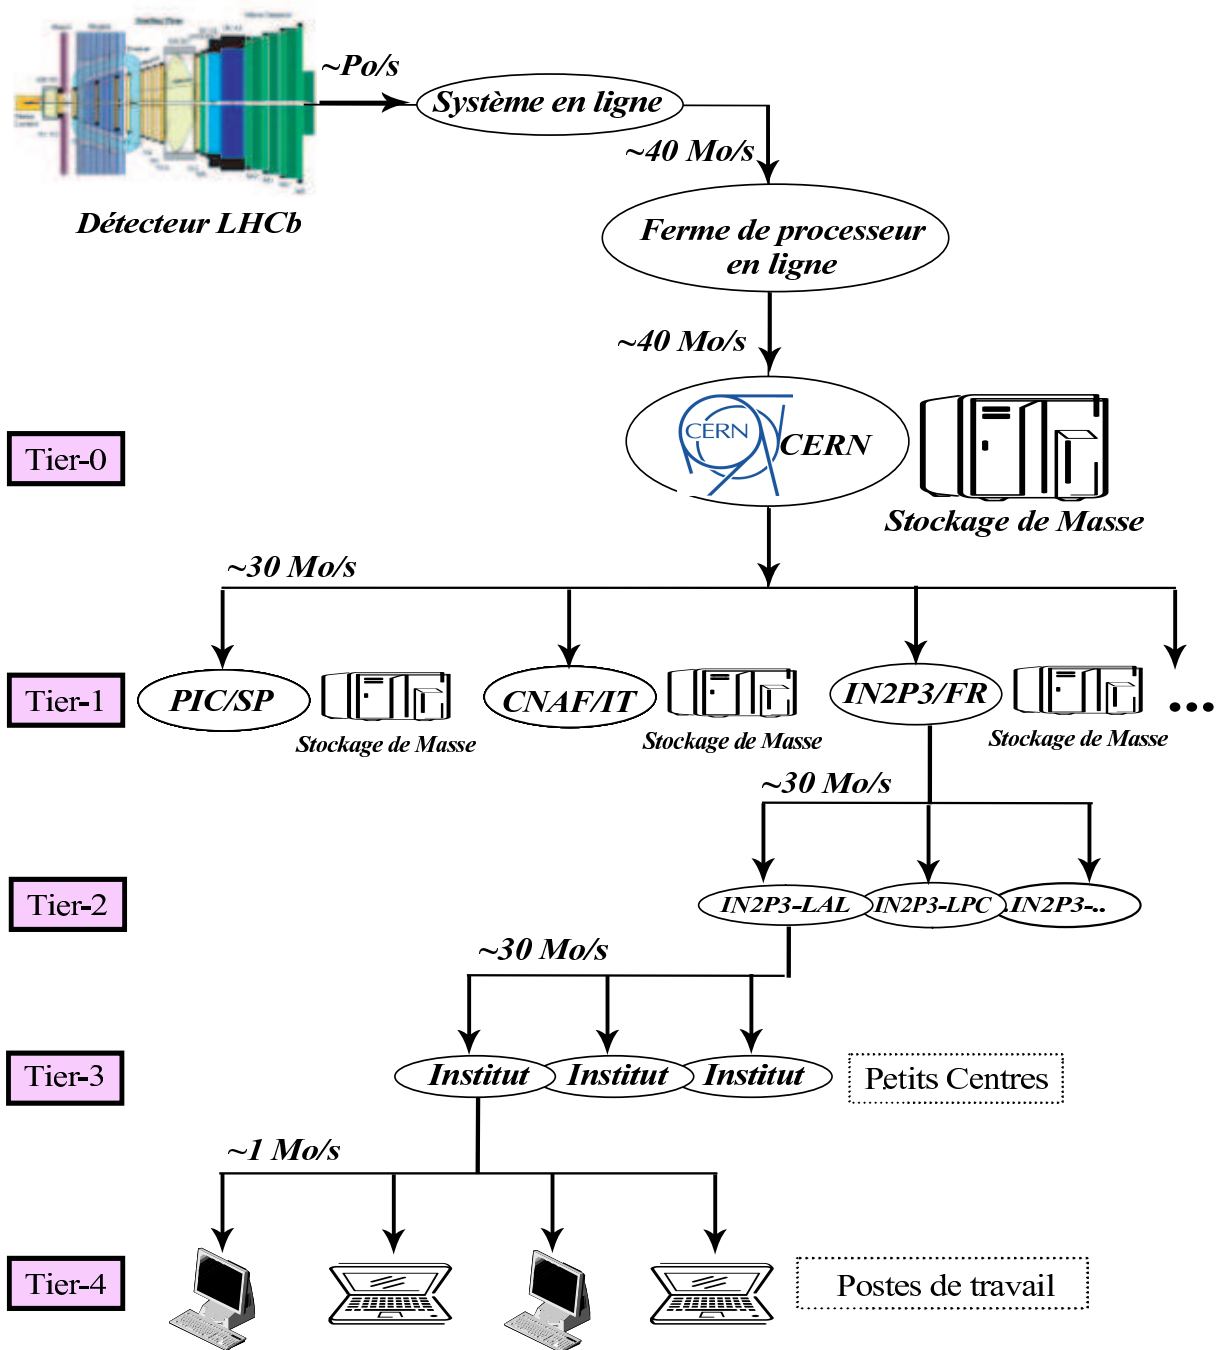 ~Po/s
Système en ligne
~40 Mo/s
Détecteur LHCb
Ferme de processeur
en ligne
~40 Mo/s
Tier-0
CERN
CERN
Stockage de Masse
~30 Mo/s
Tier-1
PIC/SP
CNAF/IT
IN2P3/FR
...
Stockage de Masse
Stockage de Masse
Stockage de Masse
~30 Mo/s
Tier-2
IN2P3-LAL
IN2P3-LPC
.IN2P3-..
~30 Mo/s
Tier-3
Institut
Institut
Institut
Petits Centres
~1 Mo/s
Tier-4
Postes de travail